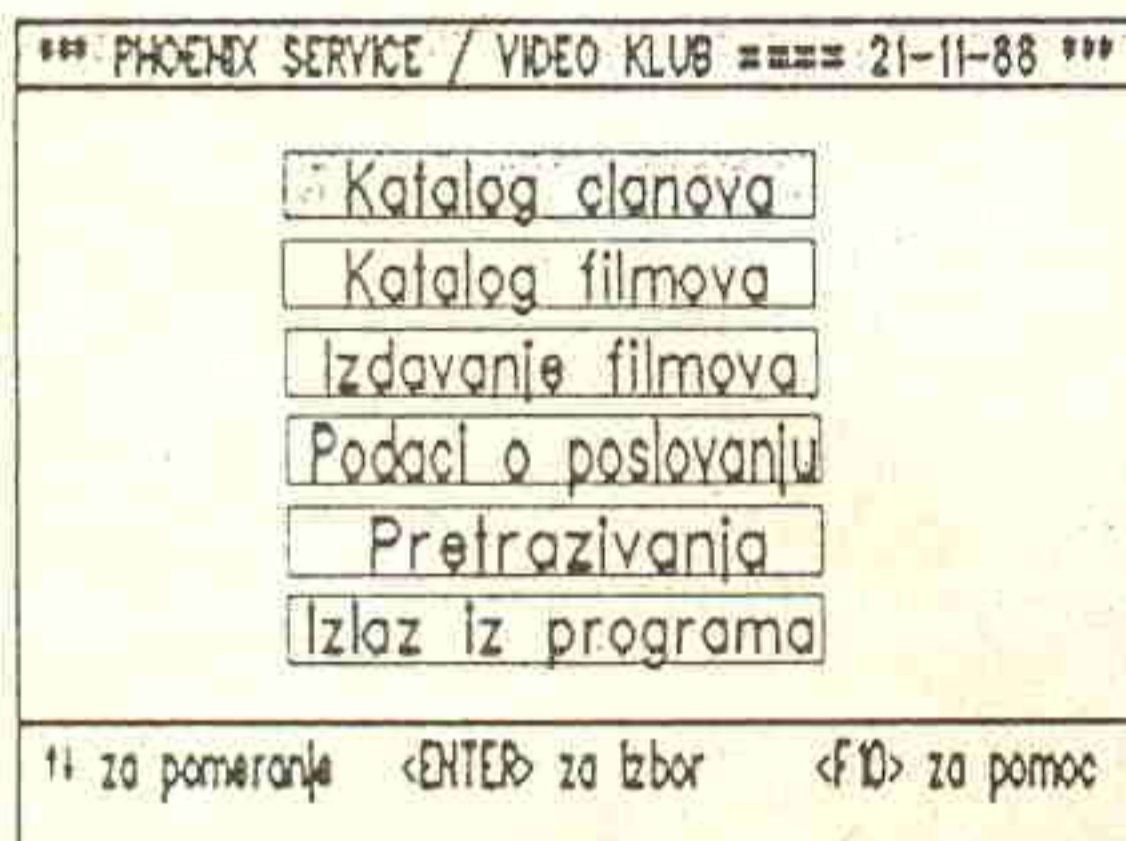 *** PHOENIX SERVICE / VIDEO KLUB ==== 21-11-88 ***
Katalog clanova
Katalog filmova
Izdavanje filmova
Podaci o poslovanju
Pretrazivanja
Izlaz iz programa
↑↓ za pomeranje <ENTER> za izbor <F10> za pomoc